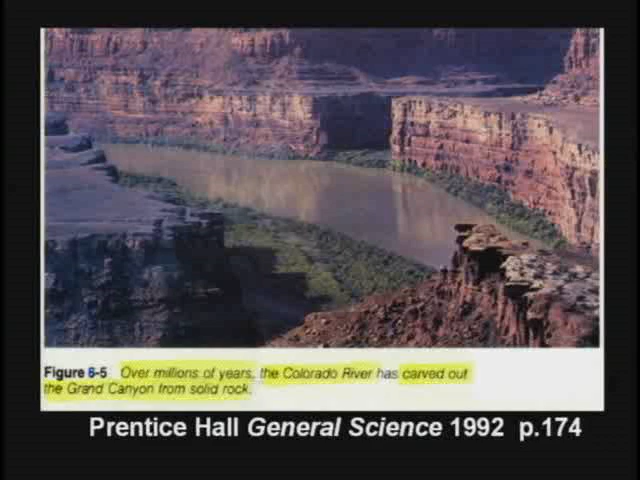 Figure 6-5 Over millions of years, the Colorado River has carved out
the Grand Canyon from solid rock.
Prentice Hall General Science 1992 p.174